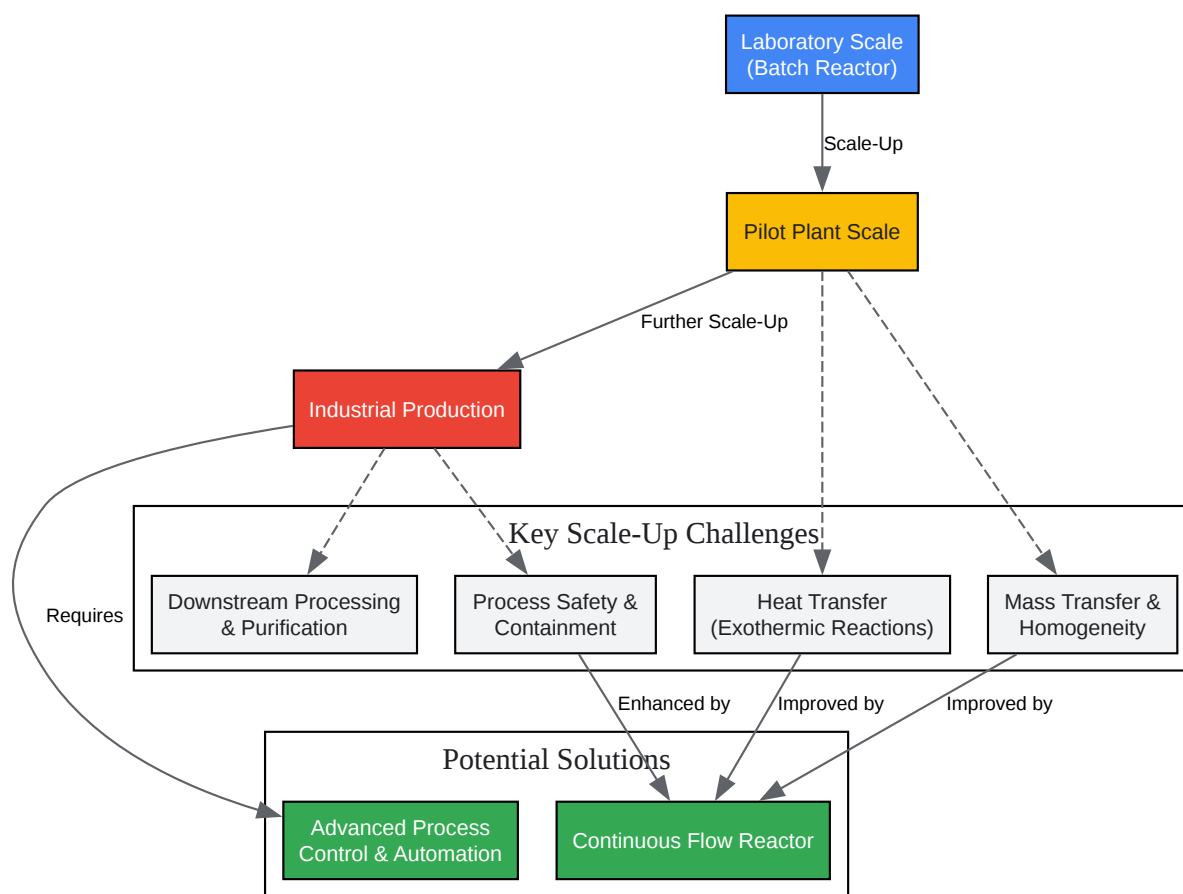 Laboratory Scale
(Batch Reactor)
Scale-Up
Pilot Plant Scale
Further Scale-Up
Industrial Production
Key Scale-Up Challenges
Downstream Processing
& Purification
Process Safety &
Containment
Heat Transfer
(Exothermic Reactions)
Mass Transfer &
Homogeneity
Requires
Enhanced by
Improved by
Improved by
Potential Solutions
Advanced Process
Control & Automation
Continuous Flow Reactor